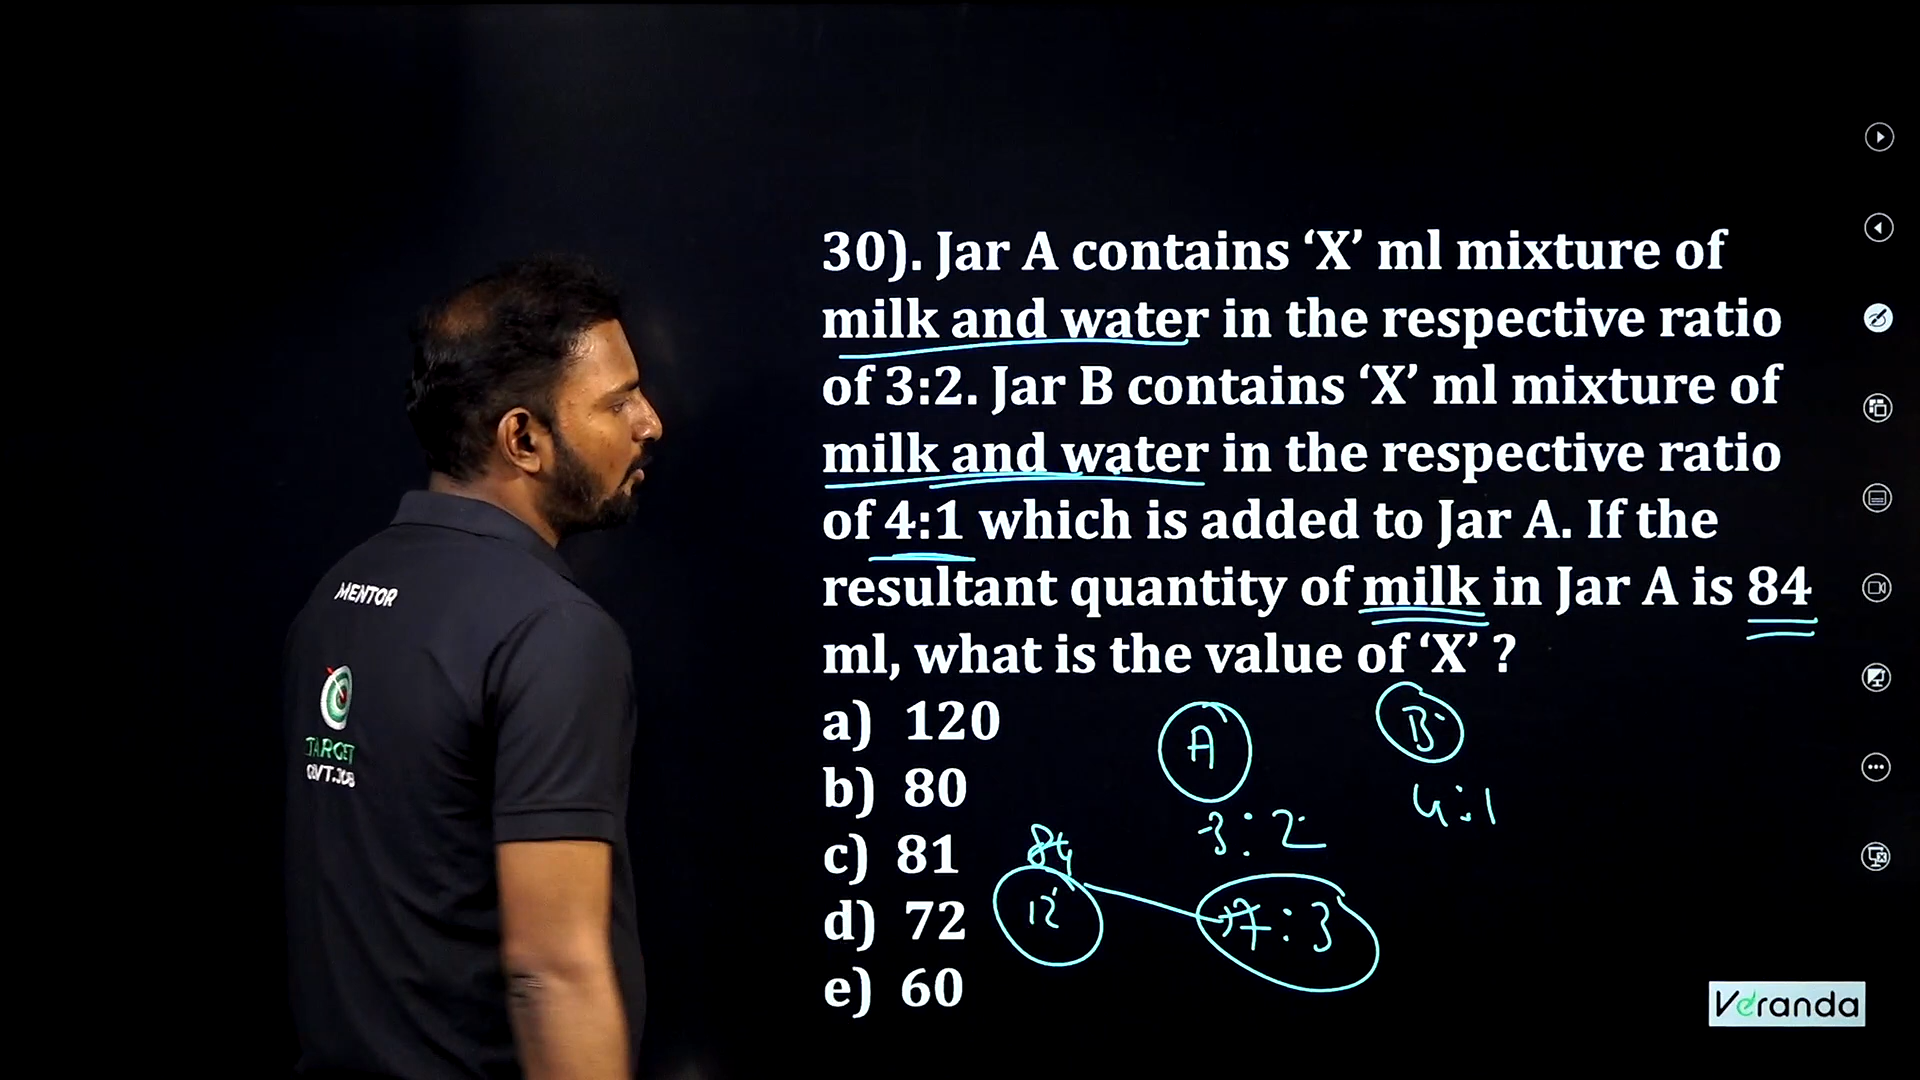 30). Jar A contains ‘X’ ml mixture of
milk and water in the respective ratio
of 3:2. Jar B contains ‘X’ ml mixture of
milk and water in the respective ratio
of 4:1 which is added to Jar A. If the
resultant quantity of milk in Jar A is 84
ml, what is the value of ‘X’ ?
a) 120
b) 80
c) 81
d) 72
e) 60
A
B
3:2
4:1
84
12
7:3
MENTOR
TARGET
GOVT.JOB
Veranda